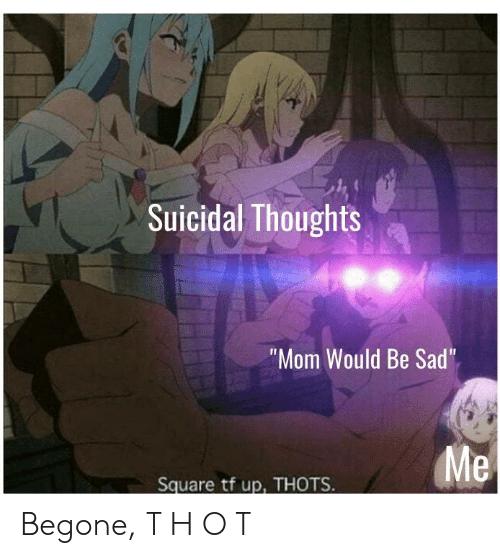 Suicidal Thoughts
"Mom Would Be Sad"
Me
Square tf up, THOTS.
Begone, T H O T